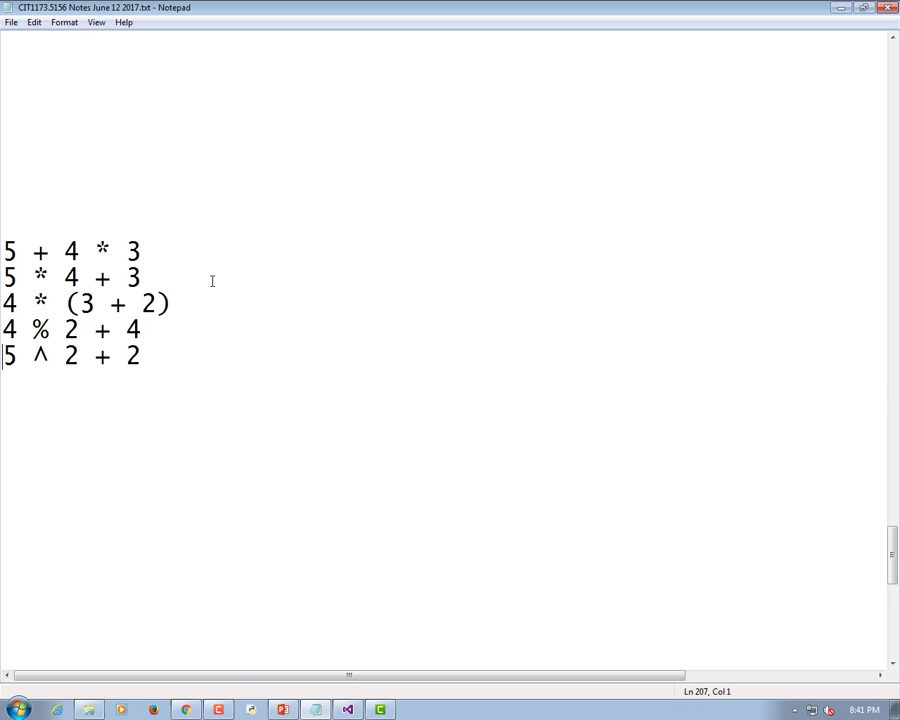 CIT1173.5156 Notes June 12 2017.txt - Notepad
File Edit Format View Help
5 + 4 * 3
5 * 4 + 3
4 * (3 + 2)
4 % 2 + 4
5 ^ 2 + 2
Ln 207, Col 1
8:41 PM